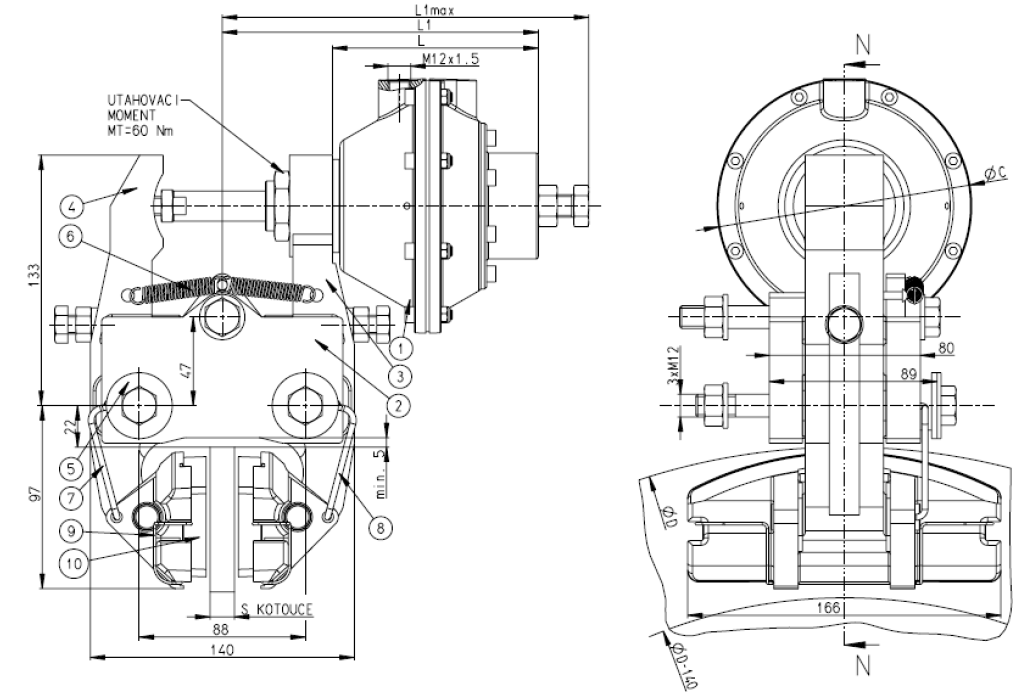 L1max
L1
L
M12x1.5
UTAHOVACI
MOMENT
MT=60 Nm
4
6
133
47
1
3
2
22
5
7
97
min. 5
8
9
10
S KOTOUCE
88
140
N
ØC
80
3xM12
89
ØD
166
ØD-140
N